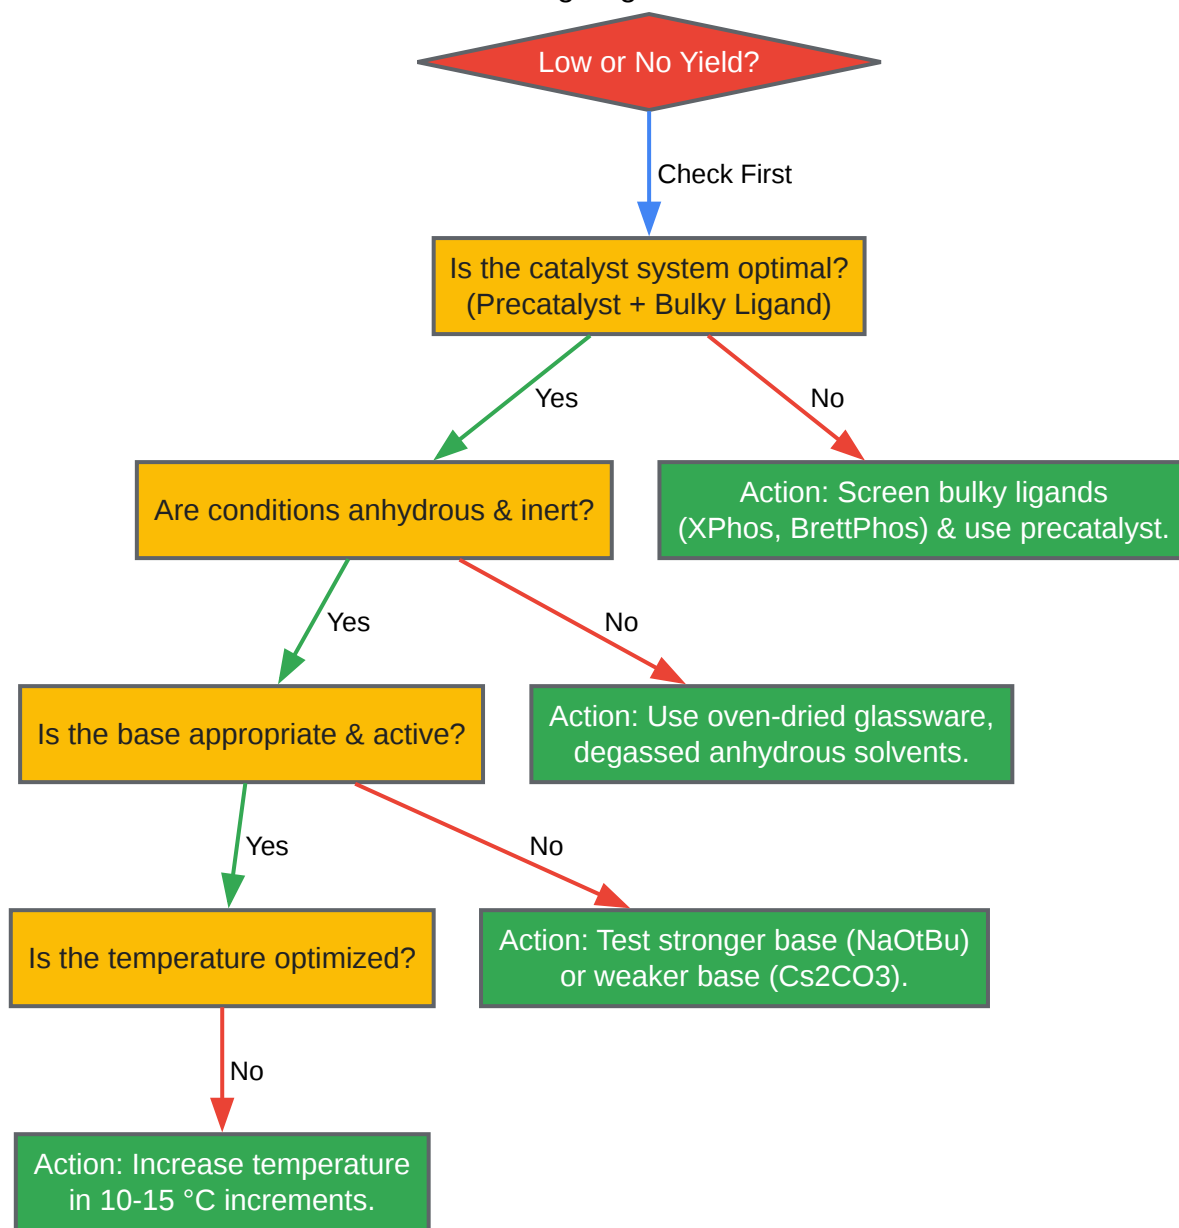 Low or No Yield?
Check First
Is the catalyst system optimal?
(Precatalyst + Bulky Ligand)
Yes
No
Are conditions anhydrous & inert?
Action: Screen bulky ligands
(XPhos, BrettPhos) & use precatalyst.
Yes
No
Is the base appropriate & active?
Action: Use oven-dried glassware,
degassed anhydrous solvents.
Yes
No
Is the temperature optimized?
Action: Test stronger base (NaOtBu)
or weaker base (Cs2CO3).
No
Action: Increase temperature
in 10-15 °C increments.